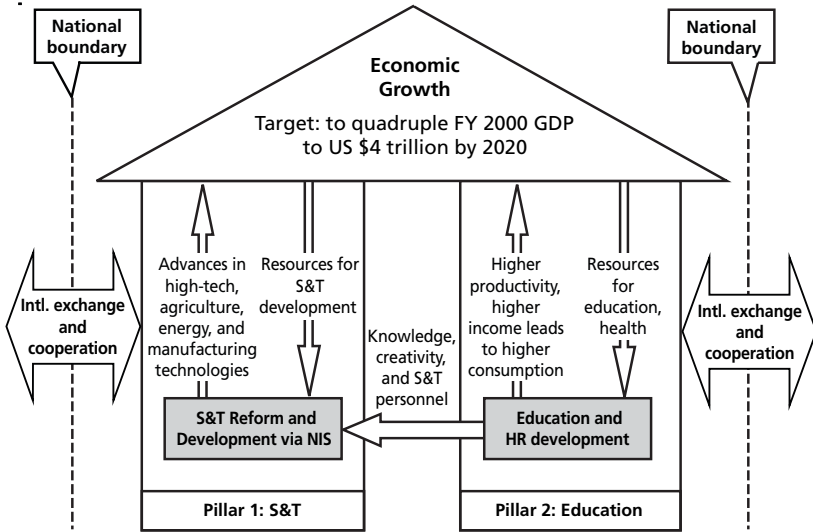 National
boundary
National
boundary
Economic
Growth
Target: to quadruple FY 2000 GDP
to US $4 trillion by 2020
Intl. exchange
and
cooperation
Advances in
high-tech,
agriculture,
energy, and
manufacturing
technologies
Resources for
S&T
development
Knowledge,
creativity,
and S&T
personnel
Higher
productivity,
higher
income leads
to higher
consumption
Resources
for
education,
health
Intl. exchange
and
cooperation
S&T Reform and
Development via NIS
Education and
HR development
Pillar 1: S&T
Pillar 2: Education